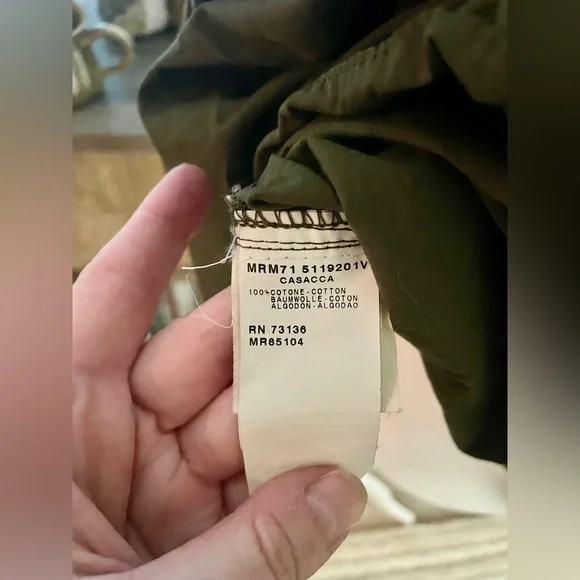 MRM71 5119201V
CASACCA
100%COTONE-COTTON
BAUMWOLLE-COTON
ALGODON-ALGODAO
RN 73136
MR85104